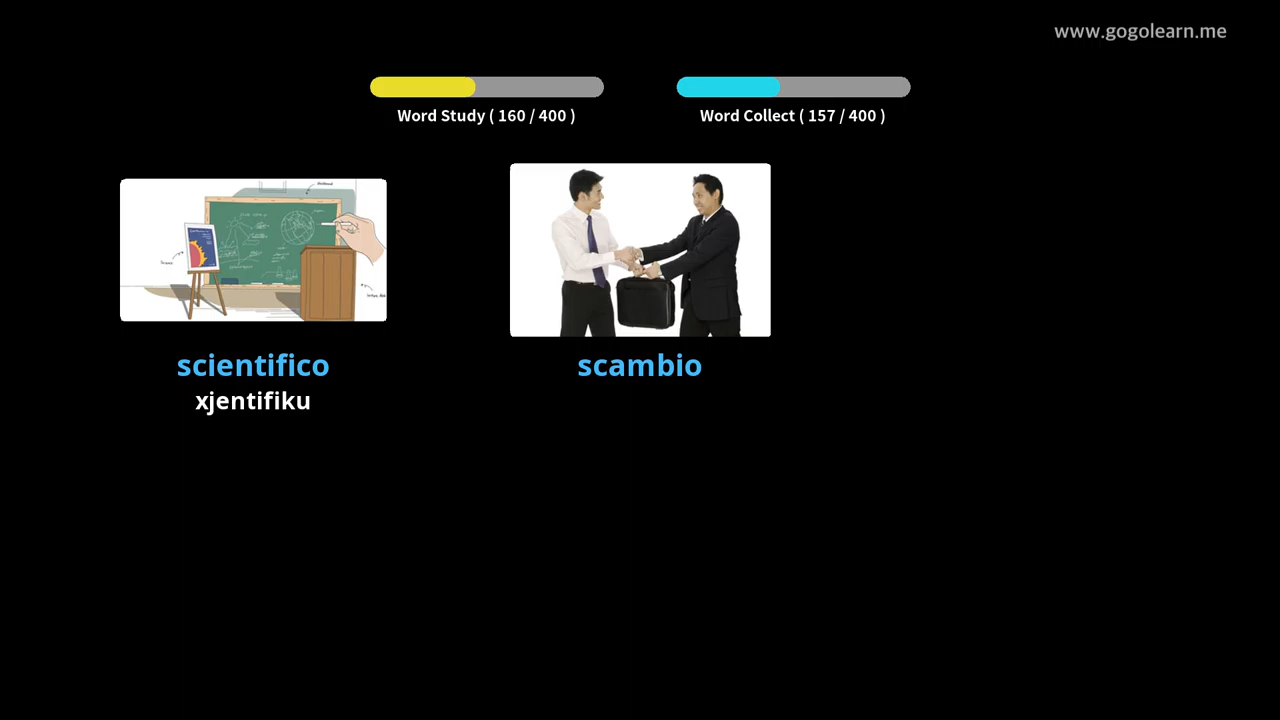 www.gogolearn.me
Word Study ( 160 / 400 )
Word Collect ( 157 / 400 )
scientifico
xjentifiku
scambio